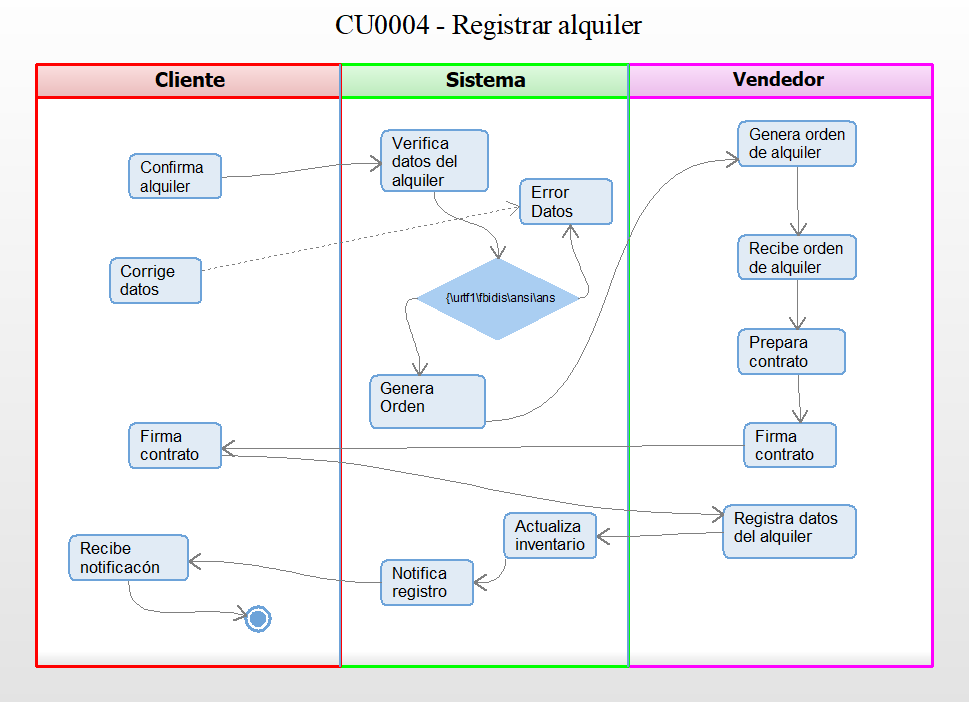 CU0004 - Registrar alquiler
Cliente
Sistema
Vendedor
Confirma
alquiler
Verifica
datos del
alquiler
Genera orden
de alquiler
Error
Datos
Recibe orden
de alquiler
Corrige
datos
{\urtf1\fbidis\ansi\ans
Prepara
contrato
Genera
Orden
Firma
contrato
Firma
contrato
Registra datos
del alquiler
Actualiza
inventario
Recibe
notificacón
Notifica
registro